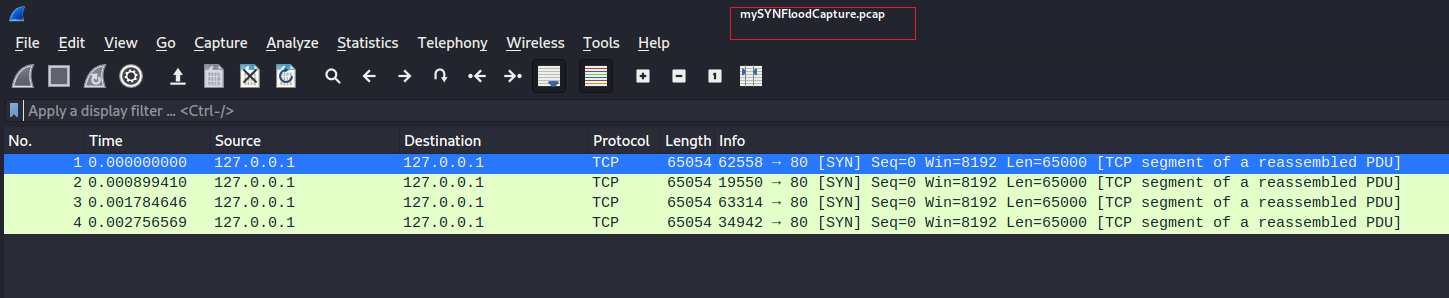 mySYNFloodCapture.pcap
File Edit View Go Capture Analyze Statistics Telephony Wireless Tools Help
Apply a display filter ... <Ctrl-/>
No. Time Source Destination Protocol Length Info
1 0.000000000 127.0.0.1 127.0.0.1 TCP 65054 62558 → 80 [SYN] Seq=0 Win=8192 Len=65000 [TCP segment of a reassembled PDU]
2 0.000899410 127.0.0.1 127.0.0.1 TCP 65054 19550 → 80 [SYN] Seq=0 Win=8192 Len=65000 [TCP segment of a reassembled PDU]
3 0.001784646 127.0.0.1 127.0.0.1 TCP 65054 63314 → 80 [SYN] Seq=0 Win=8192 Len=65000 [TCP segment of a reassembled PDU]
4 0.002756569 127.0.0.1 127.0.0.1 TCP 65054 34942 → 80 [SYN] Seq=0 Win=8192 Len=65000 [TCP segment of a reassembled PDU]